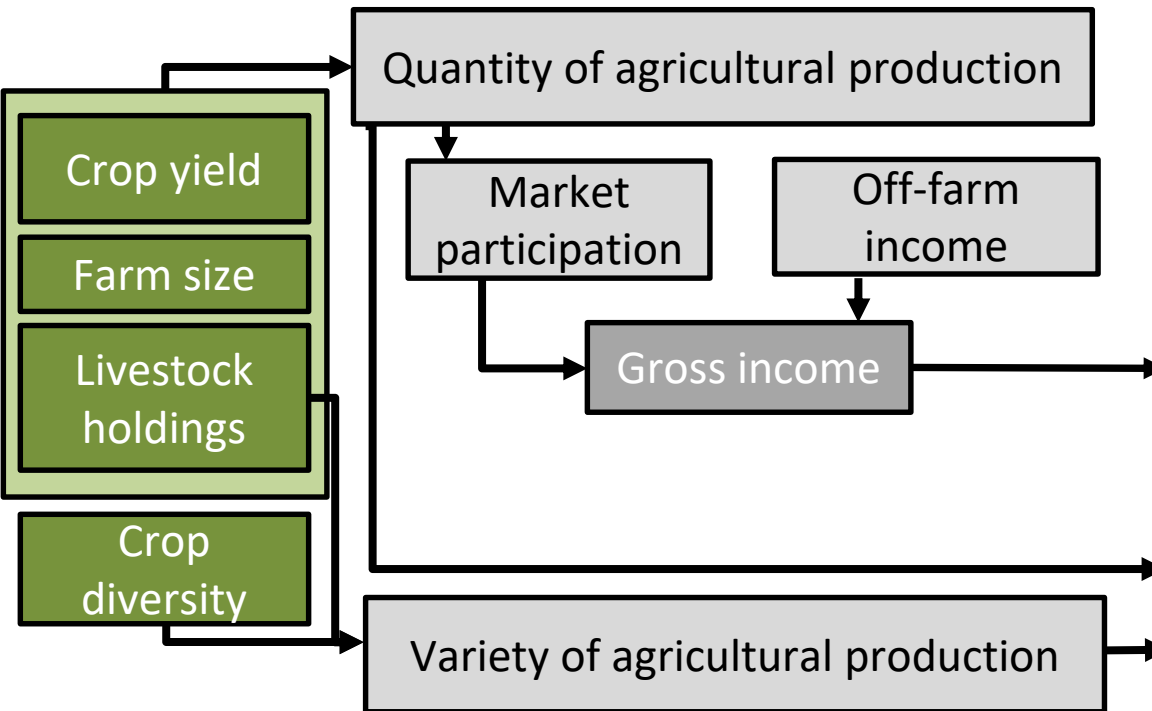 Quantity of agricultural production
Crop yield
Market
participation
Off-farm
income
Farm size
Livestock
holdings
Gross income
Crop
diversity
Variety of agricultural production